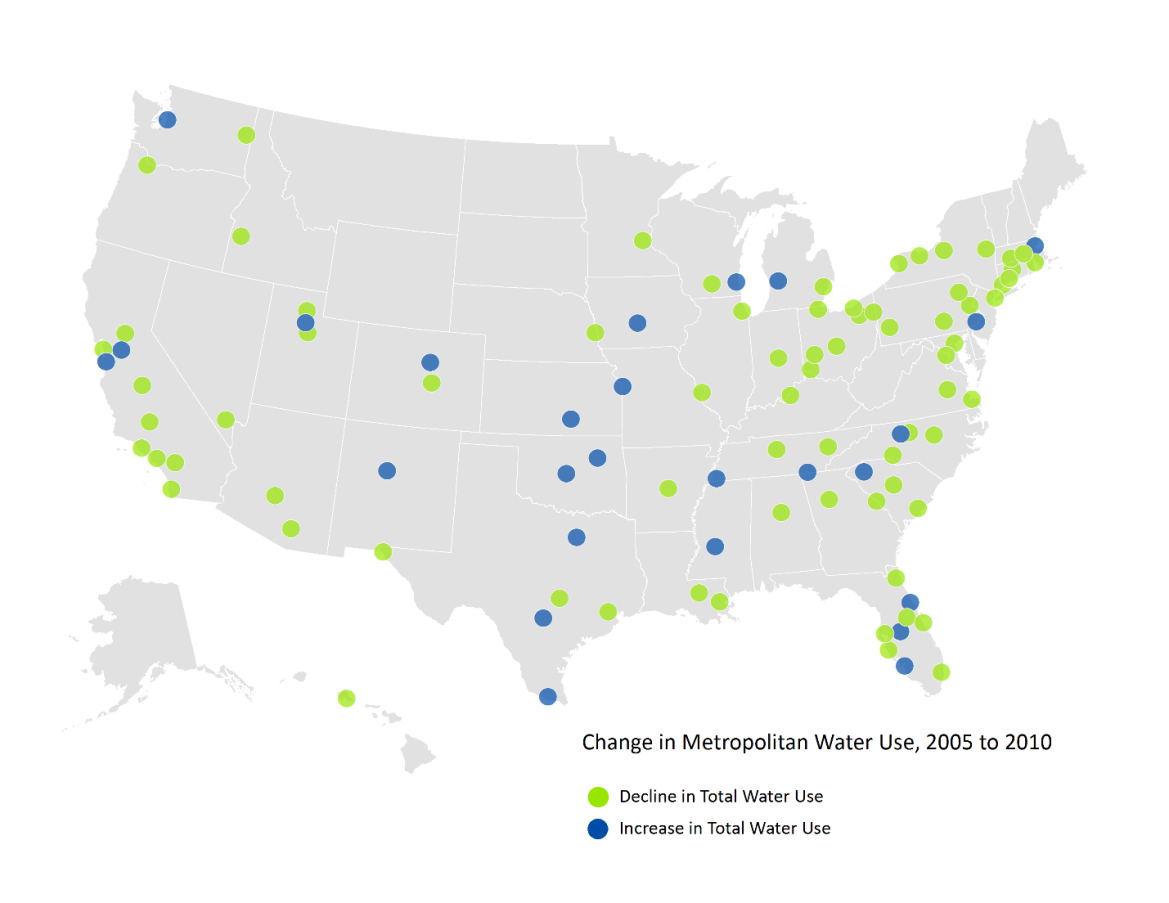 Change in Metropolitan Water Use, 2005 to 2010
Decline in Total Water Use
Increase in Total Water Use